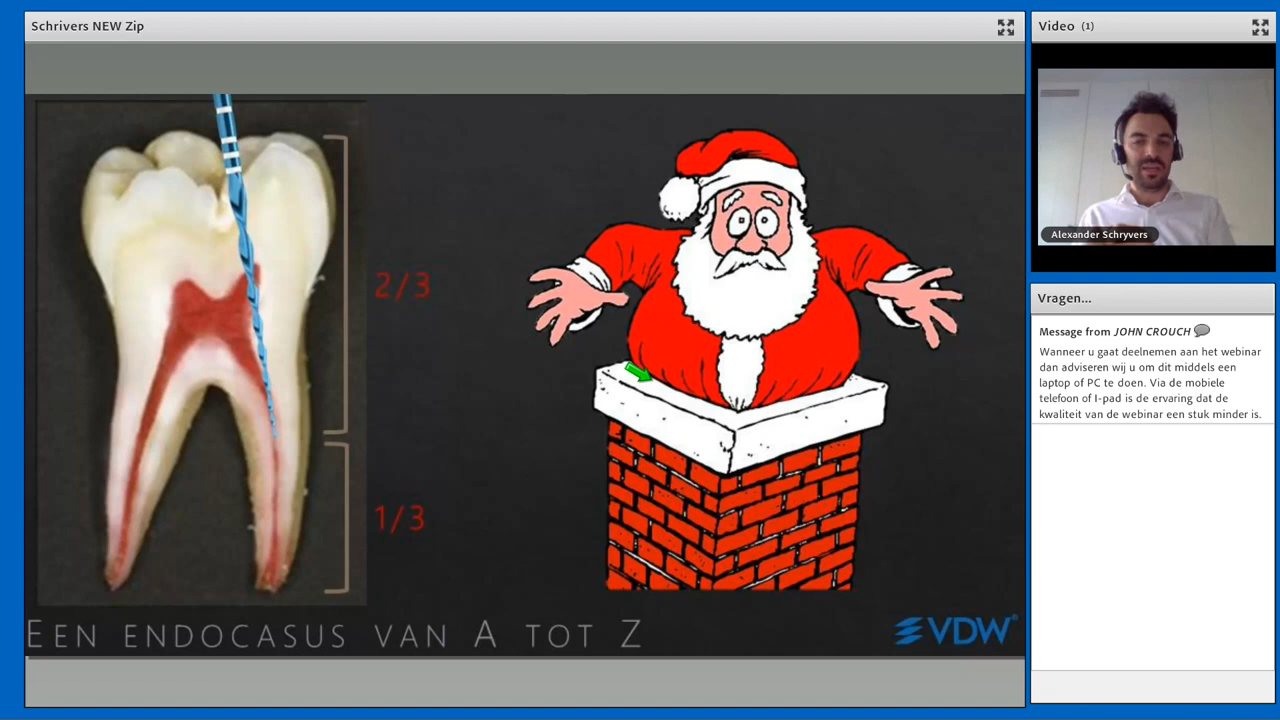 Schrivers NEW Zip
2/3
1/3
EEN ENDOCASUS VAN A TOT Z
VDW®
Video (1)
Alexander Schryvers
Vragen...
Message from JOHN CROUCH
Wanneer u gaat deelnemen aan het webinar
dan adviseren wij u om dit middels een
laptop of PC te doen. Via de mobiele
telefoon of I-pad is de ervaring dat de
kwaliteit van de webinar een stuk minder is.